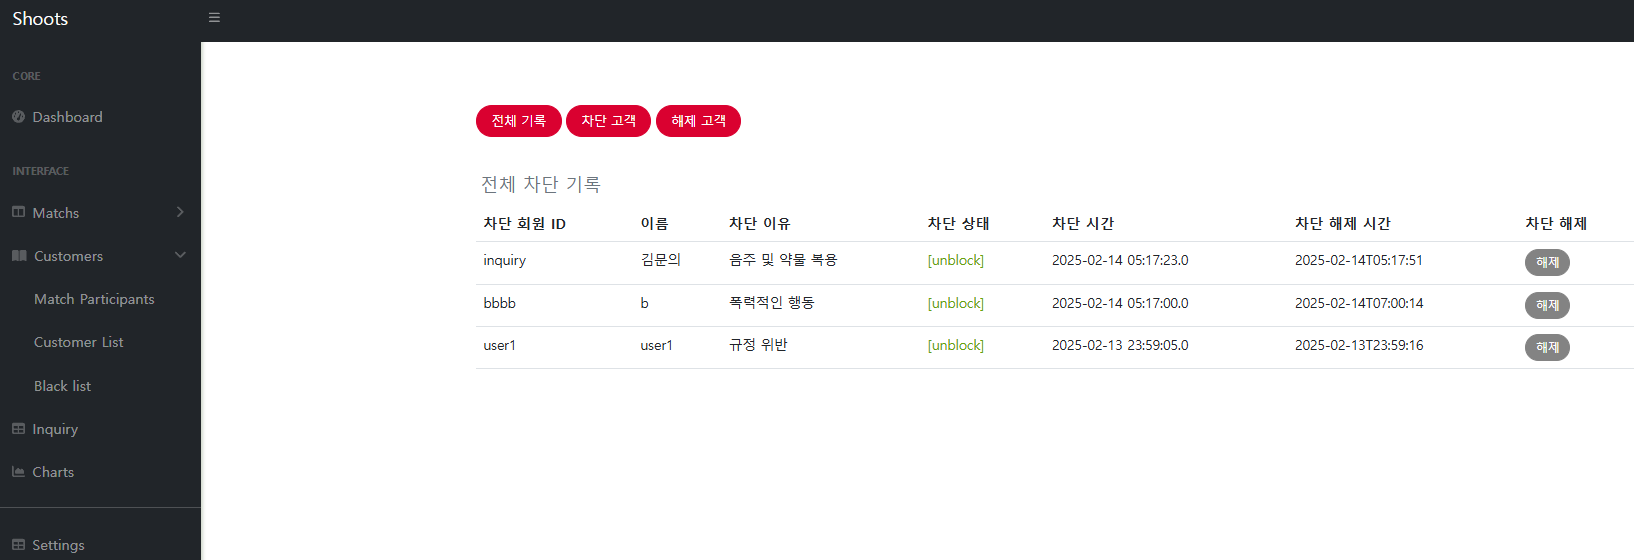 Shoots
CORE
Dashboard
INTERFACE
Matchs
Customers
Match Participants
Customer List
Black list
Inquiry
Charts
Settings
전체 기록 차단 고객 해제 고객
전체 차단 기록
차단 회원 ID 이름 차단 이유 차단 상태 차단 시간 차단 해제 시간 차단 해제
inquiry 김문의 음주 및 약물 복용 [unblock] 2025-02-14 05:17:23.0 2025-02-14T05:17:51 해제
bbbb b 폭력적인 행동 [unblock] 2025-02-14 05:17:00.0 2025-02-14T07:00:14 해제
user1 user1 규정 위반 [unblock] 2025-02-13 23:59:05.0 2025-02-13T23:59:16 해제